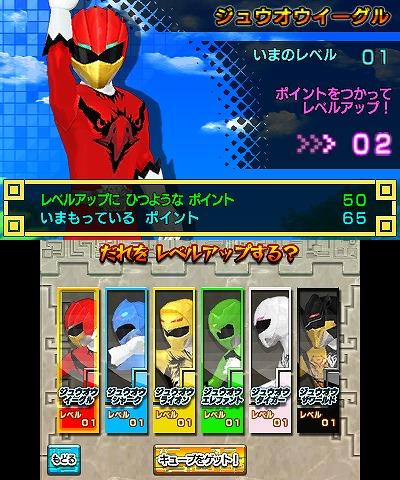 ジュウオウイーグル
いまのレベル 01
ポイントをつかって
レベルアップ！
>>> 02
レベルアップに ひつような ポイント 50
いまもっている ポイント 65
だれを レベルアップする？
ジュウオウ
イーグル
レベル
01
ジュウオウ
シャーク
レベル
01
ジュウオウ
ライオン
レベル
01
ジュウオウ
エレファント
レベル
01
ジュウオウ
タイガー
レベル
01
ジュウオウ
ザワールド
レベル
01
もどる
キューブをゲット！